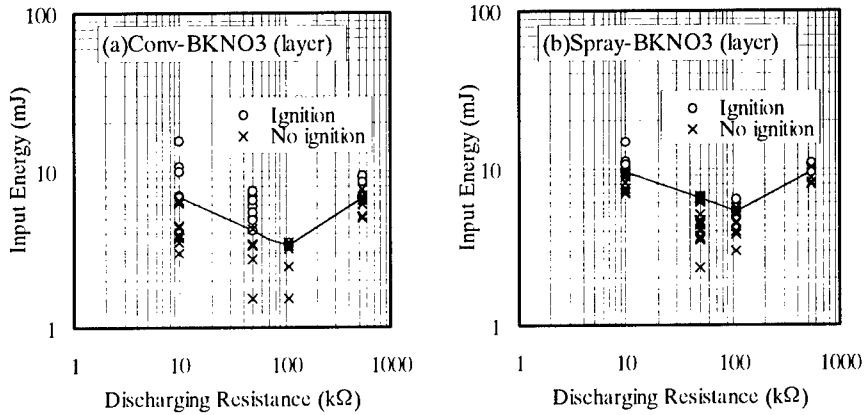 100
(a)Conv-BKNO3 (layer)
Ignition
No ignition
10
1
Input Energy (mJ)
1
10
100
1000
Discharging Resistance (kΩ)
100
(b)Spray-BKNO3 (layer)
Ignition
No ignition
10
1
Input Energy (mJ)
1
10
100
1000
Discharging Resistance (kΩ)